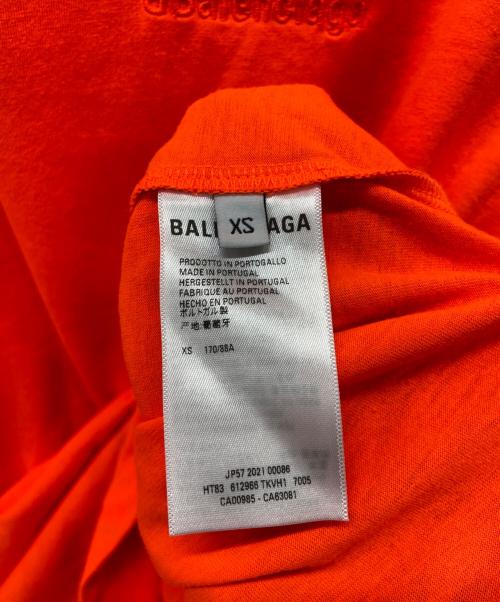 Balenciaga
XS
BAL AGA
PRODOTTO IN PORTOGALLO
MADE IN PORTUGAL
HERGESTELLT IN PORTUGAL
FABRIQUE AU PORTUGAL
HECHO EN PORTUGAL
ポルトガル製
产地:葡萄牙
XS 170/88A
JP57 2021 00086
HT83 612966 TKVH1 7005
CA00985 - CA63081